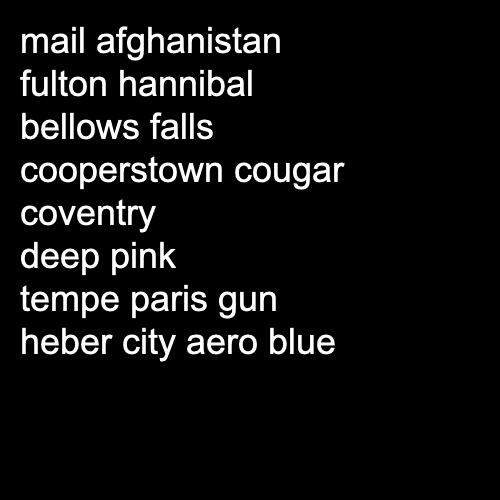 mail afghanistan
fulton hannibal
bellows falls
cooperstown cougar
coventry
deep pink
tempe paris gun
heber city aero blue